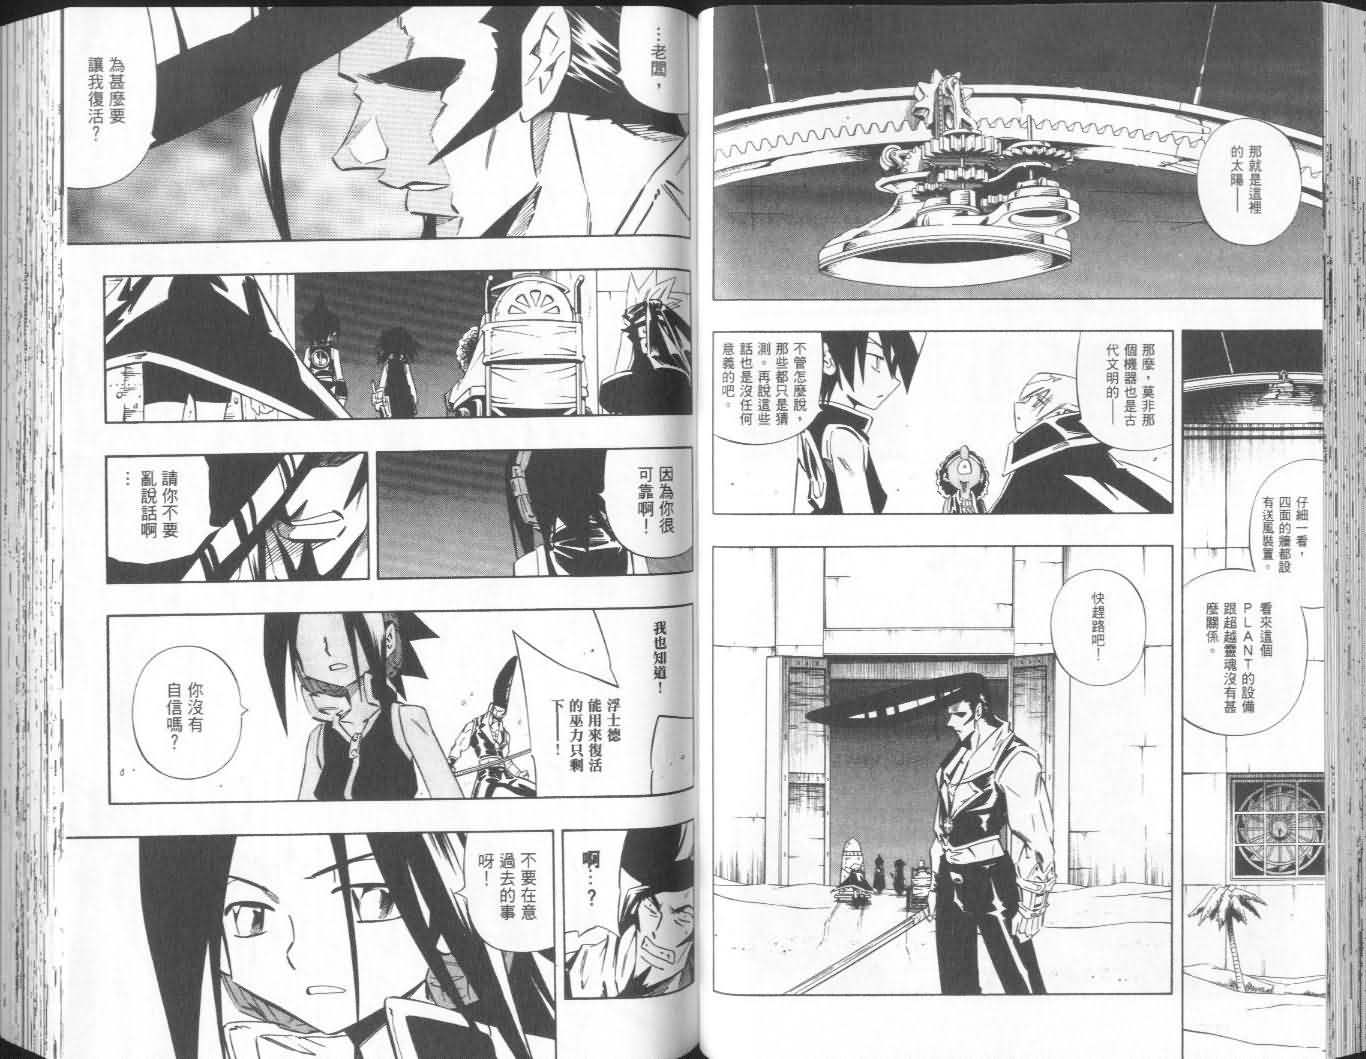 那就是這裡
的太陽——
仔細一看，
四面的牆都設
有送風裝置。
看來這個
PLANT的設備
跟超越靈魂沒有甚
麼關係。
那麼，莫非那
個機器也是古
代文明的——
不管怎麼說，
那些都只是猜
測。再說這些
話也是沒任何
意義的吧。
快趕路吧！
…老闆，
為甚麼要
讓我復活？
因為你很
可靠啊！
請你不要
亂說話啊
…
我也知道！
浮士德
能用來復活
的巫力只剩
下——！
你沒有
自信嗎？
啊…？
不要在意
過去的事
呀！